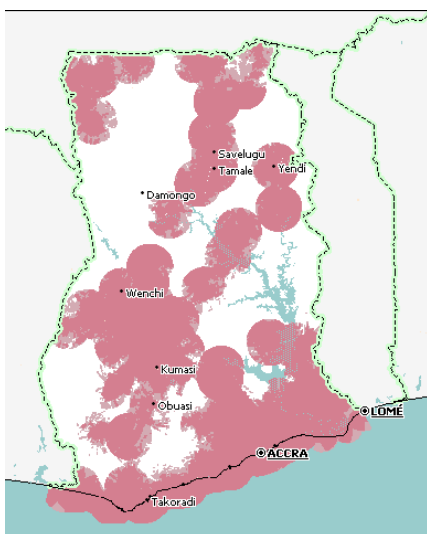 Savelugu
Tamale
Yendi
Damongo
Wenchi
Kumasi
Obuasi
LOMÉ
ACCRA
Takoradi